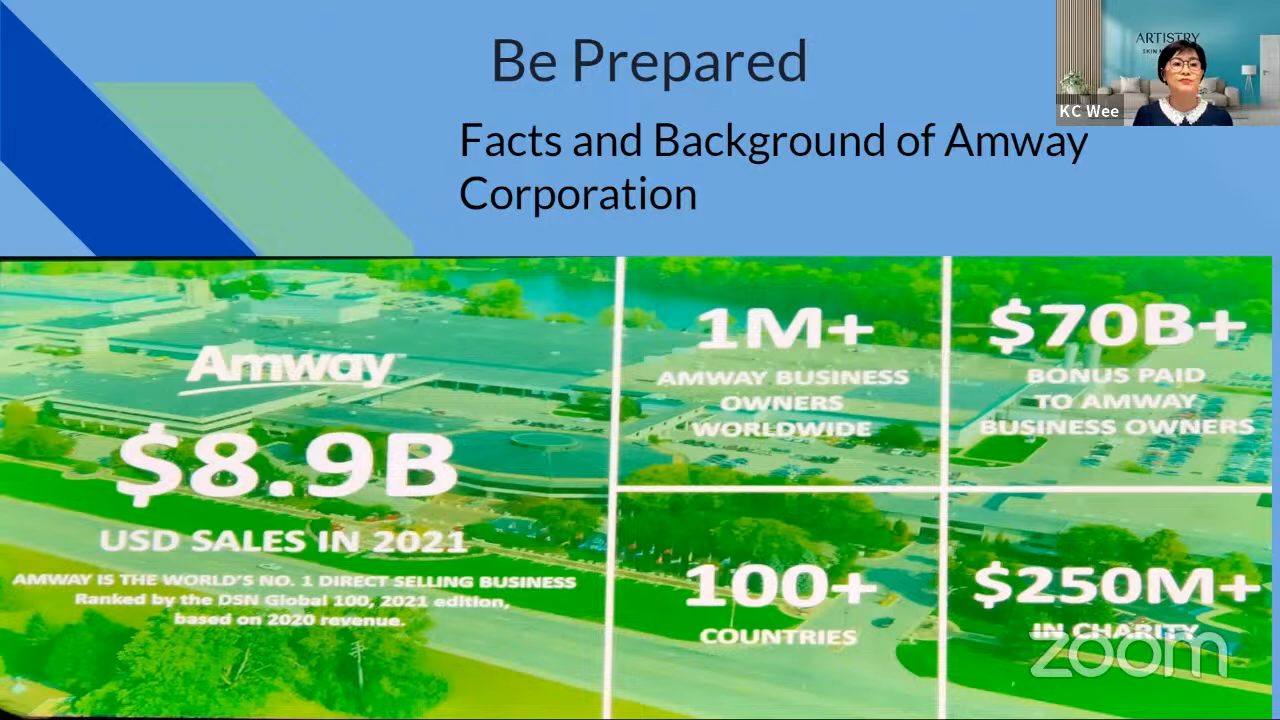 Be Prepared
Facts and Background of Amway
Corporation
ARTISTRY
KC Wee
Amway
$8.9B
USD SALES IN 2021
AMWAY IS THE WORLD'S NO. 1 DIRECT SELLING BUSINESS
Ranked by the DSN Global 100, 2021 edition,
based on 2020 revenue.
1M+
AMWAY BUSINESS
OWNERS
WORLDWIDE
$70B+
BONUS PAID
TO AMWAY
BUSINESS OWNERS
100+
COUNTRIES
$250M+
IN CHARITY
zoom